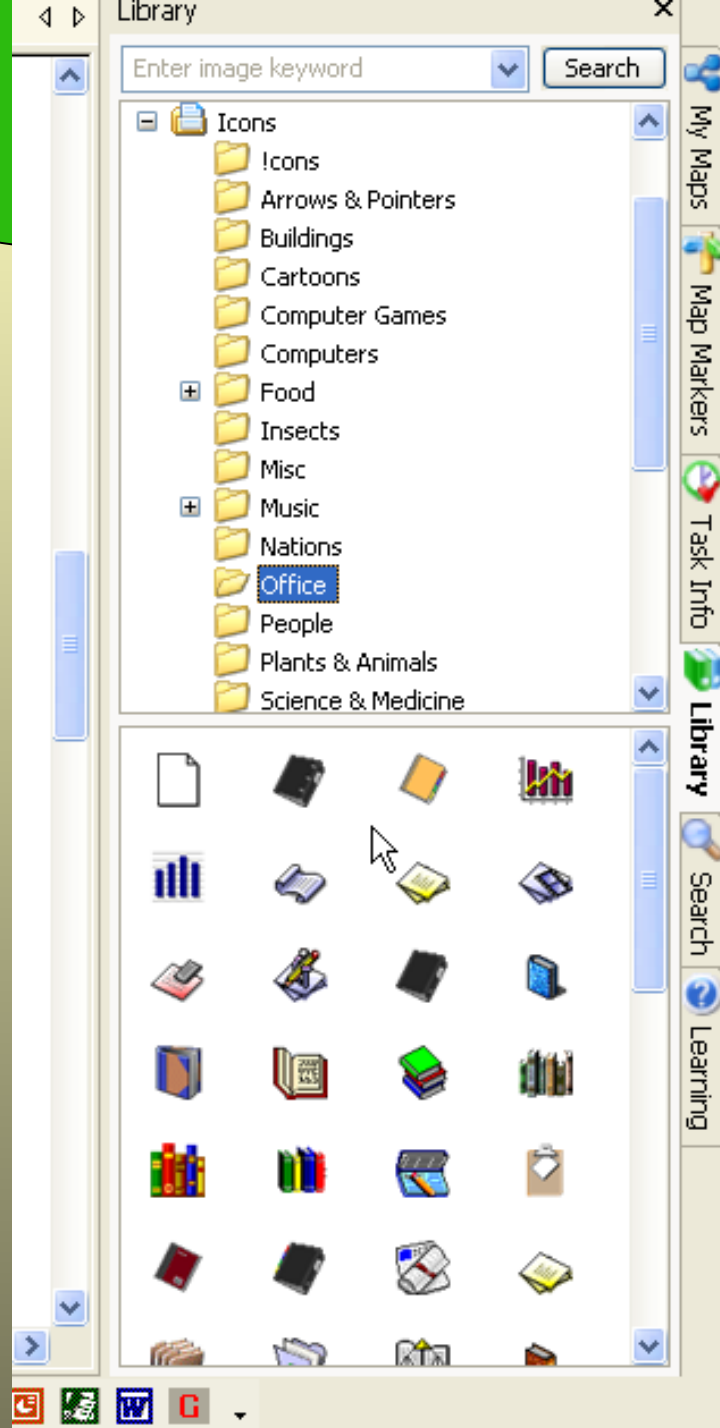 Library
Enter image keyword
Search
Icons
!cons
Arrows & Pointers
Buildings
Cartoons
Computer Games
Computers
Food
Insects
Misc
Music
Nations
Office
People
Plants & Animals
Science & Medicine
My Maps
Map Markers
Task Info
Library
Search
Learning
W
G